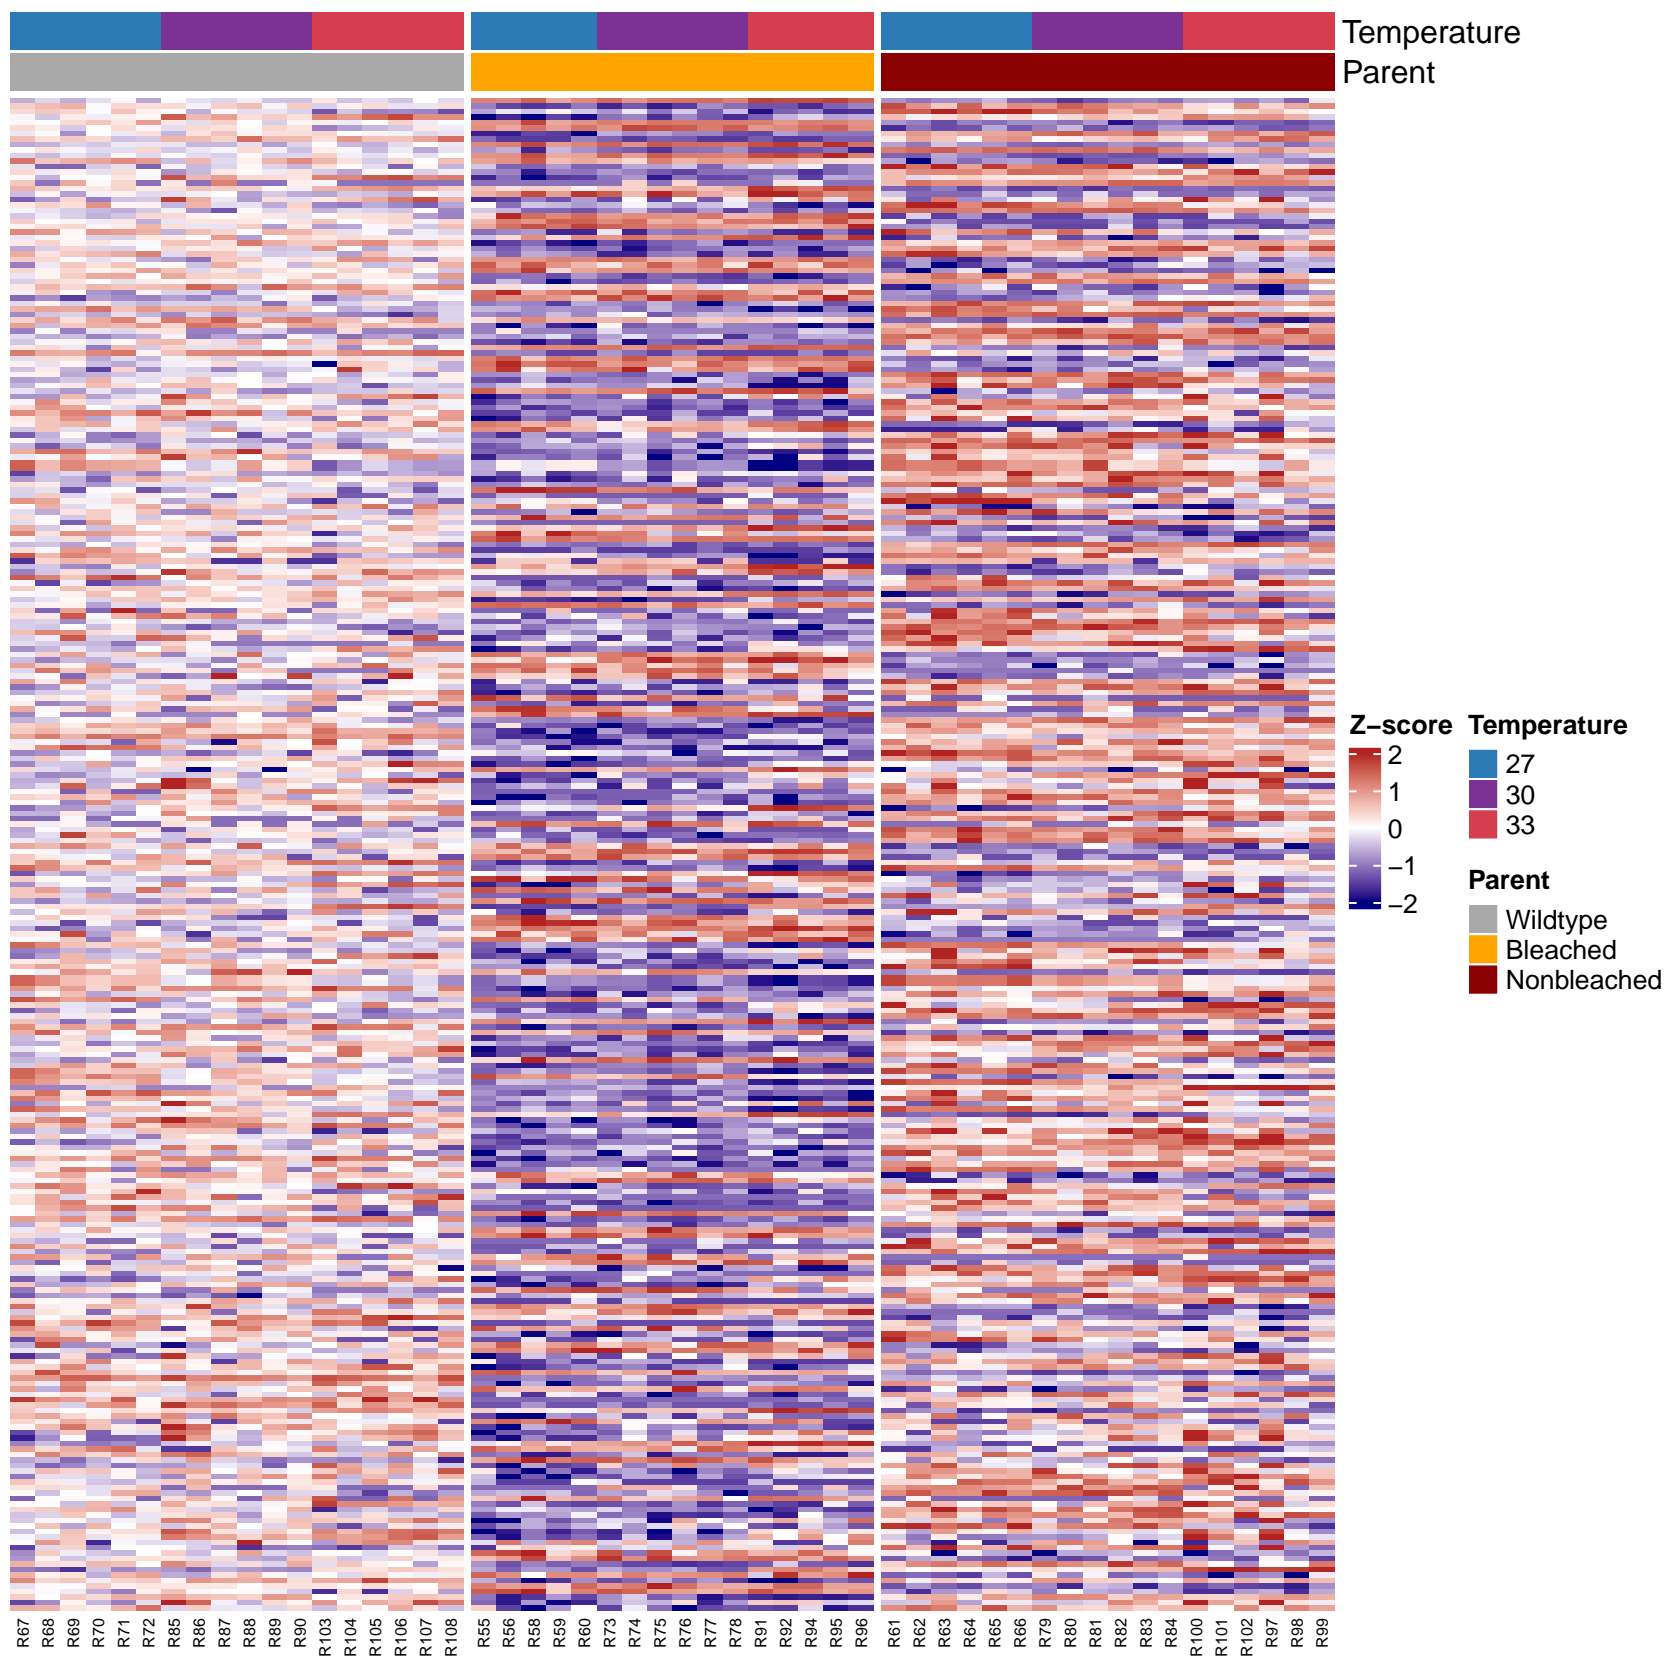 Temperature
Parent
Z−score
2
1
0
−1
−2
Temperature
27
30
33
Parent
Wildtype
Bleached
Nonbleached
R67 R68 R69 R70 R71 R72 R85 R86 R87 R88 R89 R90 R103 R104 R105 R106 R107 R108 R55 R56 R58 R59 R60 R73 R74 R75 R76 R77 R78 R91 R92 R94 R95 R96 R61 R62 R63 R64 R65 R66 R79 R80 R81 R82 R83 R84 R100 R101 R102 R97 R98 R99